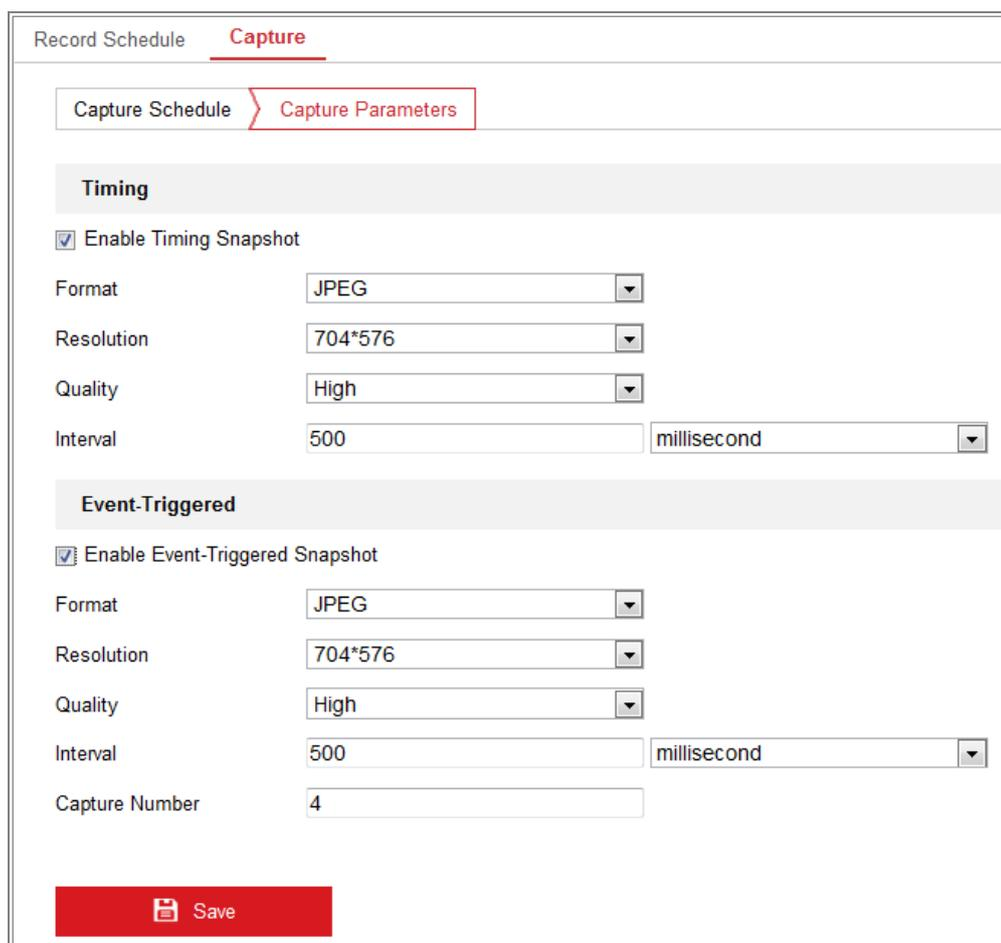 Record Schedule Capture
Capture Schedule Capture Parameters
Timing
Enable Timing Snapshot
Format JPEG
Resolution 704*576
Quality High
Interval 500 millisecond
Event-Triggered
Enable Event-Triggered Snapshot
Format JPEG
Resolution 704*576
Quality High
Interval 500 millisecond
Capture Number 4
Save